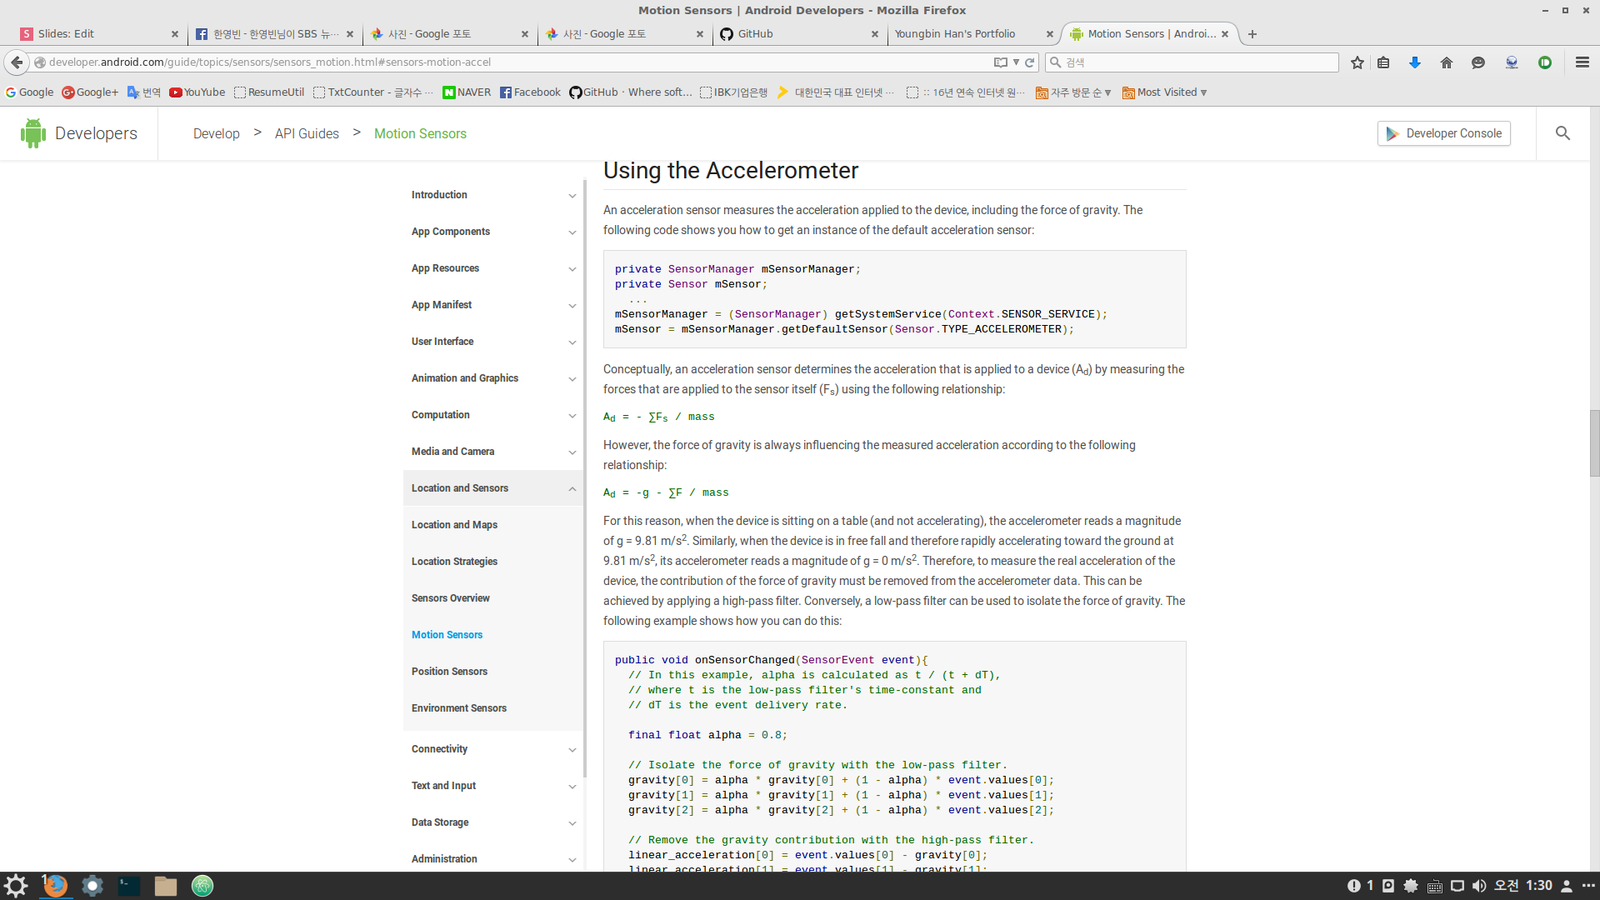 Motion Sensors | Android Developers - Mozilla Firefox
Slides: Edit
한영빈 - 한영빈님이 SBS 뉴...
사진 - Google 포토
사진 - Google 포토
GitHub
Youngbin Han's Portfolio
Motion Sensors | Androi...
developer.android.com/guide/topics/sensors/sensors_motion.html#sensors-motion-accel
검색
Google
Google+
번역
YouTube
ResumeUtil
TxtCounter - 글자수 ...
NAVER
Facebook
GitHub · Where soft...
IBK기업은행
대한민국 대표 인터넷 ...
:: 16년 연속 인터넷 원...
자주 방문 순
Most Visited
Developers
Develop > API Guides > Motion Sensors
Developer Console
Introduction
App Components
App Resources
App Manifest
User Interface
Animation and Graphics
Computation
Media and Camera
Location and Sensors
Location and Maps
Location Strategies
Sensors Overview
Motion Sensors
Position Sensors
Environment Sensors
Connectivity
Text and Input
Data Storage
Administration
Using the Accelerometer
An acceleration sensor measures the acceleration applied to the device, including the force of gravity. The
following code shows you how to get an instance of the default acceleration sensor:
private SensorManager mSensorManager;
private Sensor mSensor;
...
mSensorManager = (SensorManager) getSystemService(Context.SENSOR_SERVICE);
mSensor = mSensorManager.getDefaultSensor(Sensor.TYPE_ACCELEROMETER);
Conceptually, an acceleration sensor determines the acceleration that is applied to a device (Ad) by measuring the
forces that are applied to the sensor itself (Fs) using the following relationship:
Ad = - ∑Fs / mass
However, the force of gravity is always influencing the measured acceleration according to the following
relationship:
Ad = -g - ∑F / mass
For this reason, when the device is sitting on a table (and not accelerating), the accelerometer reads a magnitude
of g = 9.81 m/s². Similarly, when the device is in free fall and therefore rapidly accelerating toward the ground at
9.81 m/s², its accelerometer reads a magnitude of g = 0 m/s². Therefore, to measure the real acceleration of the
device, the contribution of the force of gravity must be removed from the accelerometer data. This can be
achieved by applying a high-pass filter. Conversely, a low-pass filter can be used to isolate the force of gravity. The
following example shows how you can do this:
public void onSensorChanged(SensorEvent event){
// In this example, alpha is calculated as t / (t + dT),
// where t is the low-pass filter's time-constant and
// dT is the event delivery rate.
final float alpha = 0.8;
// Isolate the force of gravity with the low-pass filter.
gravity[0] = alpha * gravity[0] + (1 - alpha) * event.values[0];
gravity[1] = alpha * gravity[1] + (1 - alpha) * event.values[1];
gravity[2] = alpha * gravity[2] + (1 - alpha) * event.values[2];
// Remove the gravity contribution with the high-pass filter.
linear_acceleration[0] = event.values[0] - gravity[0];
linear_acceleration[1] = event.values[1] - gravity[1];
1
1
오전 1:30